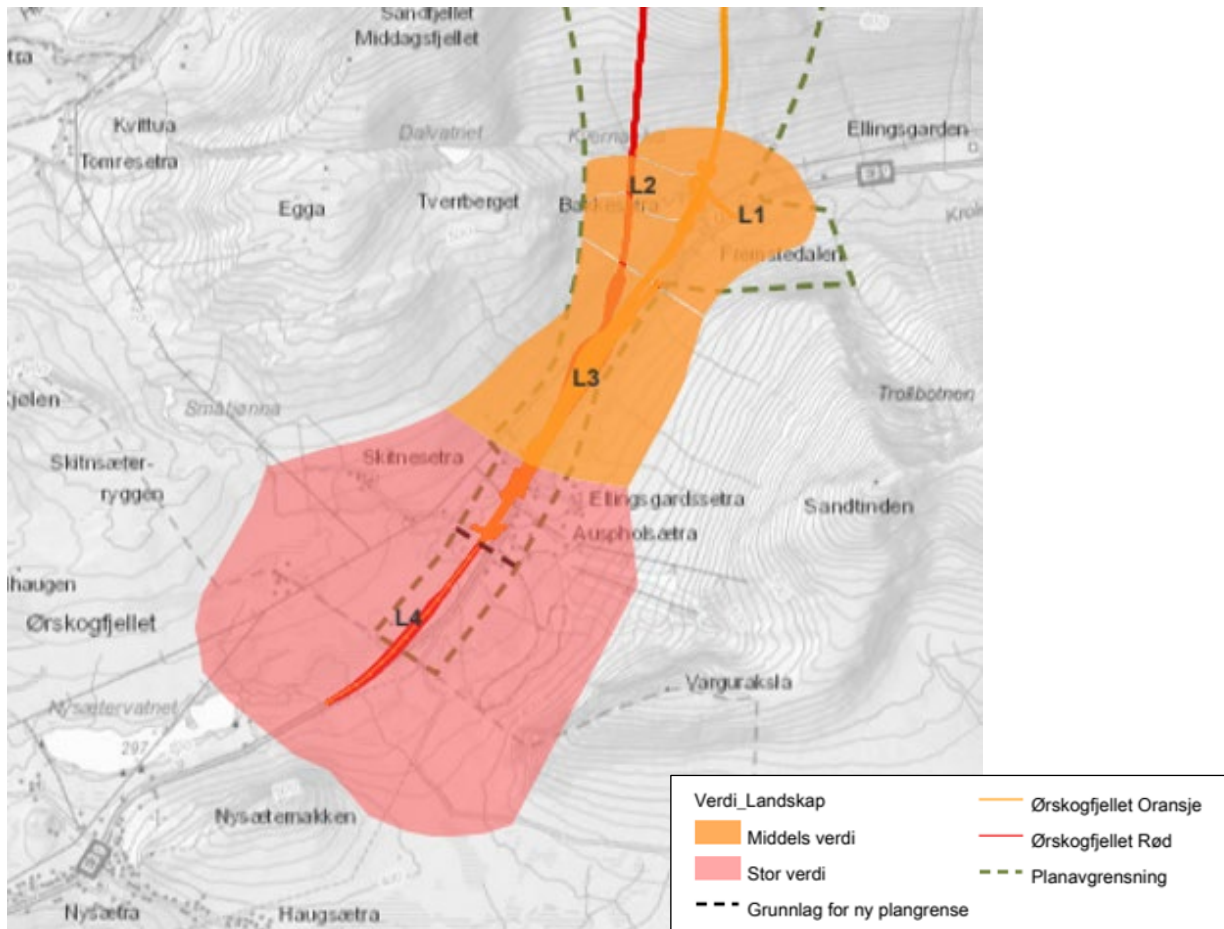 Sandfjellet
Middagsfjellet
Kvittua
Dalvatnet
Ellingsgarden
Tomresetra
L2
Egga
Tverrberget
L1
Fremstedalen
L3
Trollbotnen
Kjølen
Småtjønna
Skitnesetra
Skitnsæter-
ryggen
Ellingsgardssetra
Sandtinden
Auspholsætra
L4
Ørskogfjellet
Varguraksla
Nysætervatnet
297
Nysæternakken
Nysætra
Haugsætra
Verdi_Landskap
Middels verdi
Stor verdi
Grunnlag for ny plangrense
Ørskogfjellet Oransje
Ørskogfjellet Rød
Planavgrensning